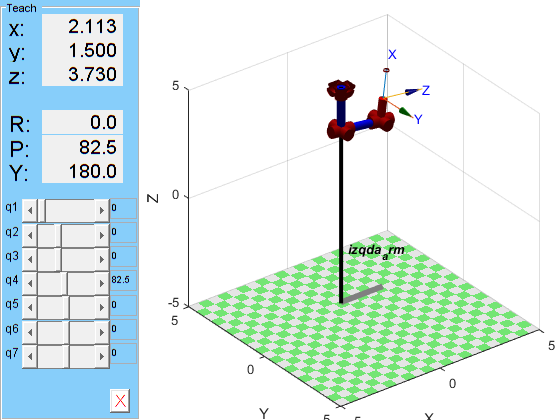 Teach
x: 2.113
y: 1.500
z: 3.730
R: 0.0
P: 82.5
Y: 180.0
q1 0
q2 0
q3 0
q4 82.5
q5 0
q6 0
q7 0
X
5
0
-5
Z
X
Z
Y
izqda_arm
5
0
5
Y
5
0
5
X